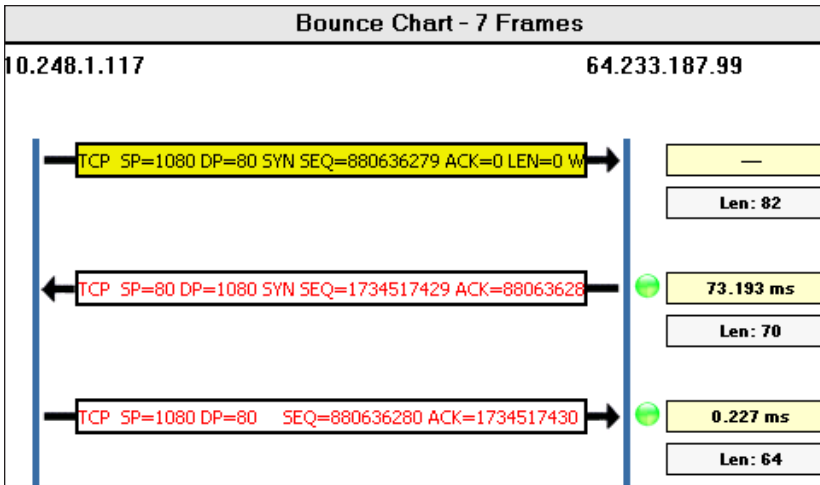 Bounce Chart - 7 Frames
10.248.1.117 64.233.187.99
TCP SP=1080 DP=80 SYN SEQ=880636279 ACK=0 LEN=0 W
—
Len: 82
TCP SP=80 DP=1080 SYN SEQ=1734517429 ACK=88063628
73.193 ms
Len: 70
TCP SP=1080 DP=80 SEQ=880636280 ACK=1734517430
0.227 ms
Len: 64